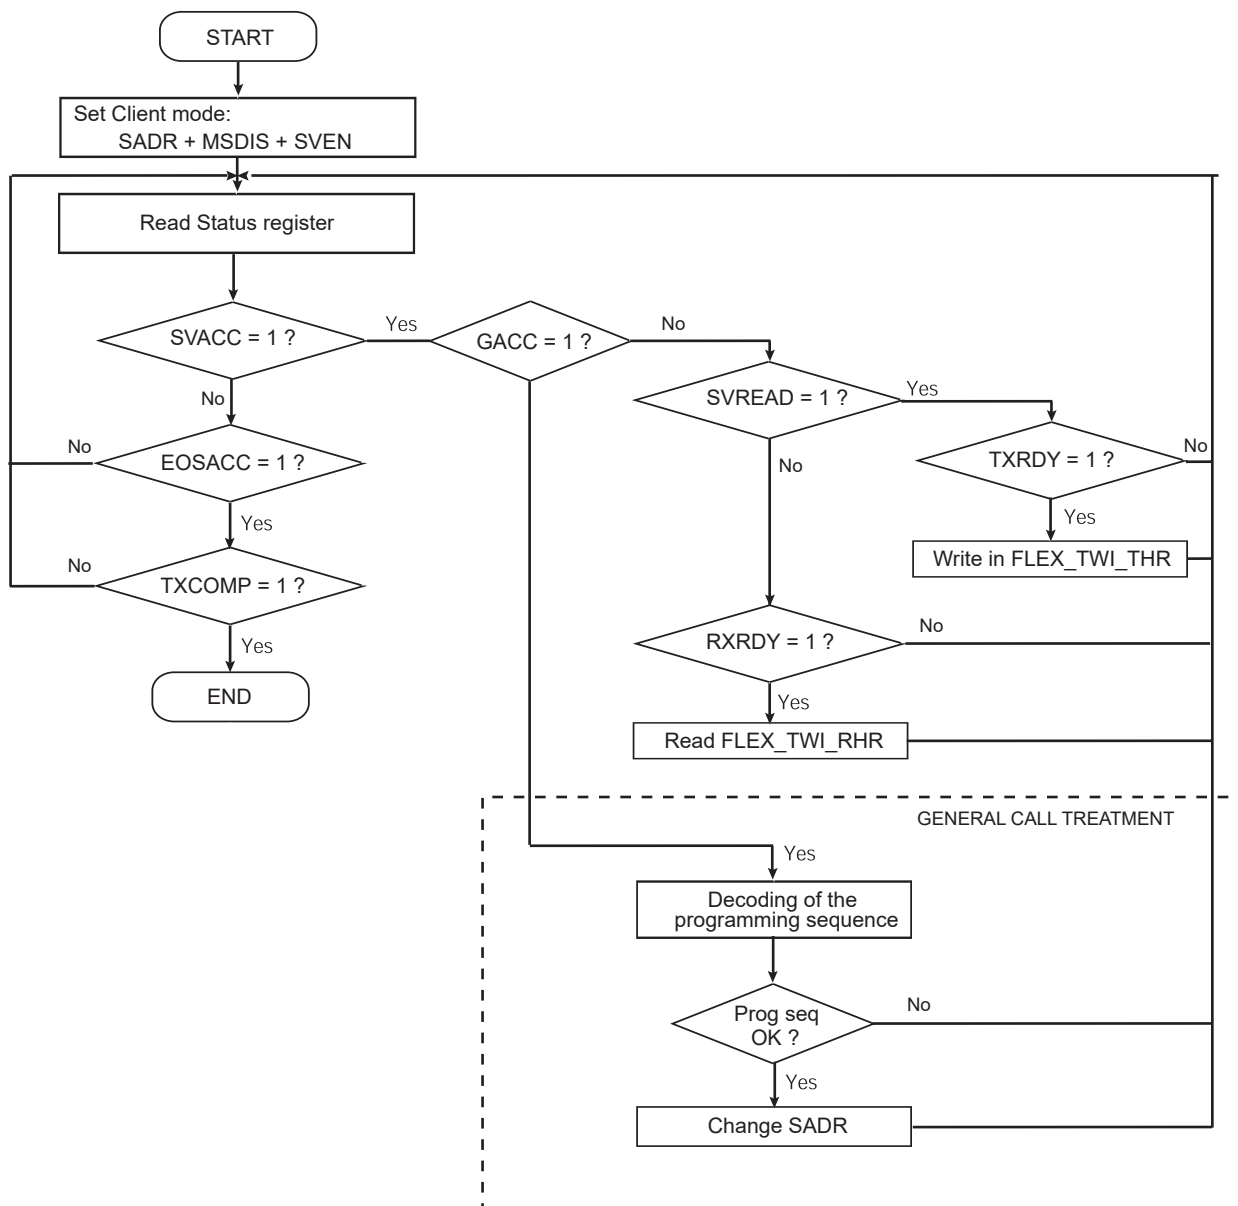 START
Set Client mode:
SADR + MSDIS + SVEN
Read Status register
SVACC = 1 ?
Yes
GACC = 1 ?
No
SVREAD = 1 ?
Yes
No
No
EOSACC = 1 ?
No
TXRDY = 1 ?
No
Yes
Yes
Write in FLEX_TWI_THR
No
TXCOMP = 1 ?
RXRDY = 1 ?
No
Yes
END
Yes
Read FLEX_TWI_RHR
GENERAL CALL TREATMENT
Yes
Decoding of the
programming sequence
Prog seq
OK ?
No
Yes
Change SADR